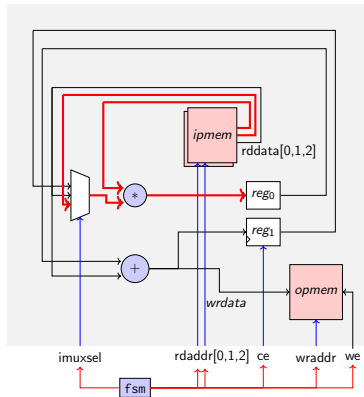 ipmem
rddata[0,1,2]
*
reg0
reg1
+
opmem
wrdata
imuxsel
rdaddr[0,1,2]
ce
wraddr
we
fsm